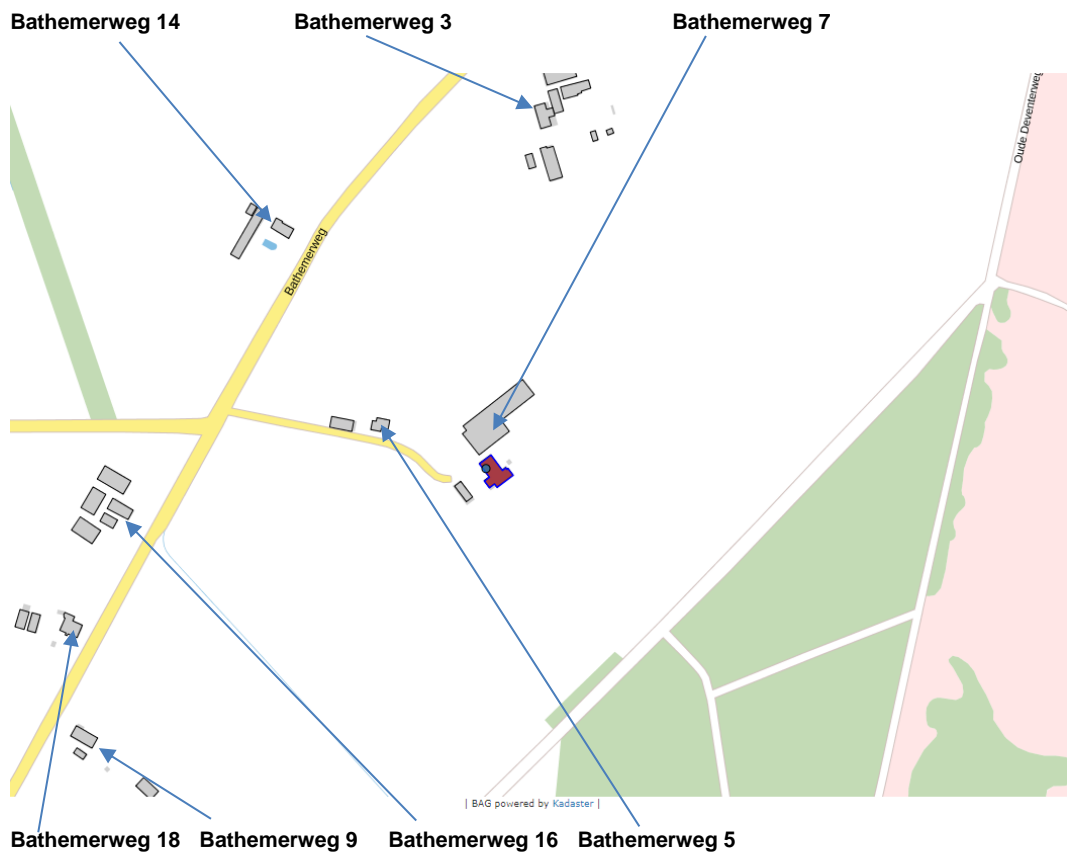 Bathemerweg 14 Bathemerweg 3 Bathemerweg 7
Oude Deventerweg
Bathemerweg
| BAG powered by Kadaster |
Bathemerweg 18 Bathemerweg 9 Bathemerweg 16 Bathemerweg 5